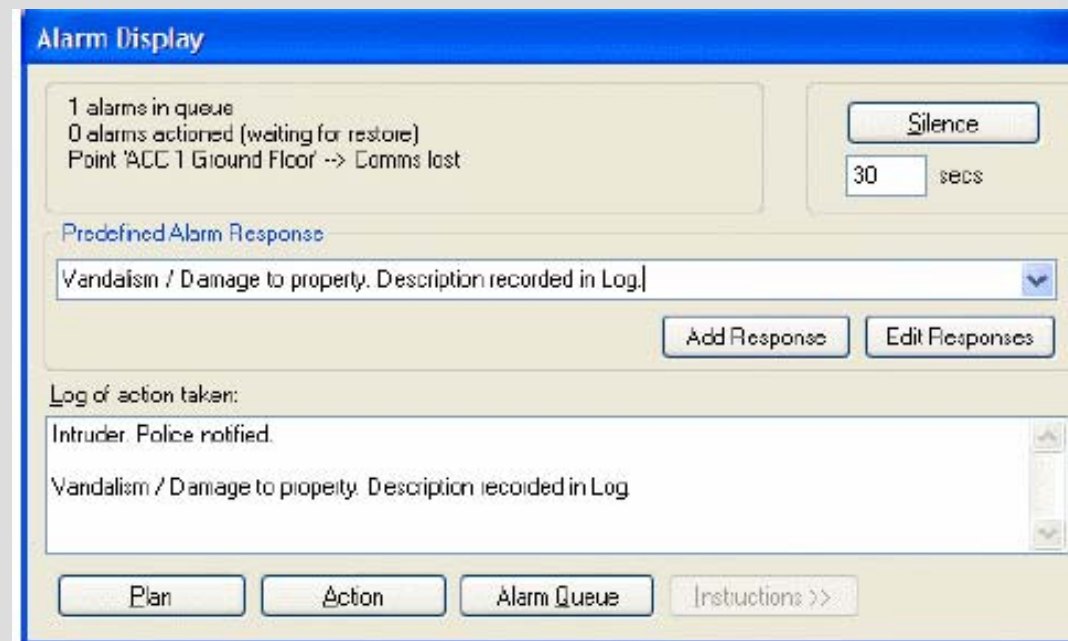 Alarm Display
1 alarms in queue
0 alarms actioned (waiting for restore)
Point 'ACC 1 Ground Floor' --> Comms lost
Silence
30 secs
Predefined Alarm Response
Vandalism / Damage to property. Description recorded in Log.
Add Response Edit Responses
Log of action taken:
Intruder. Police notified.
Vandalism / Damage to property. Description recorded in Log.
Plan Action Alarm Queue Instructions >>